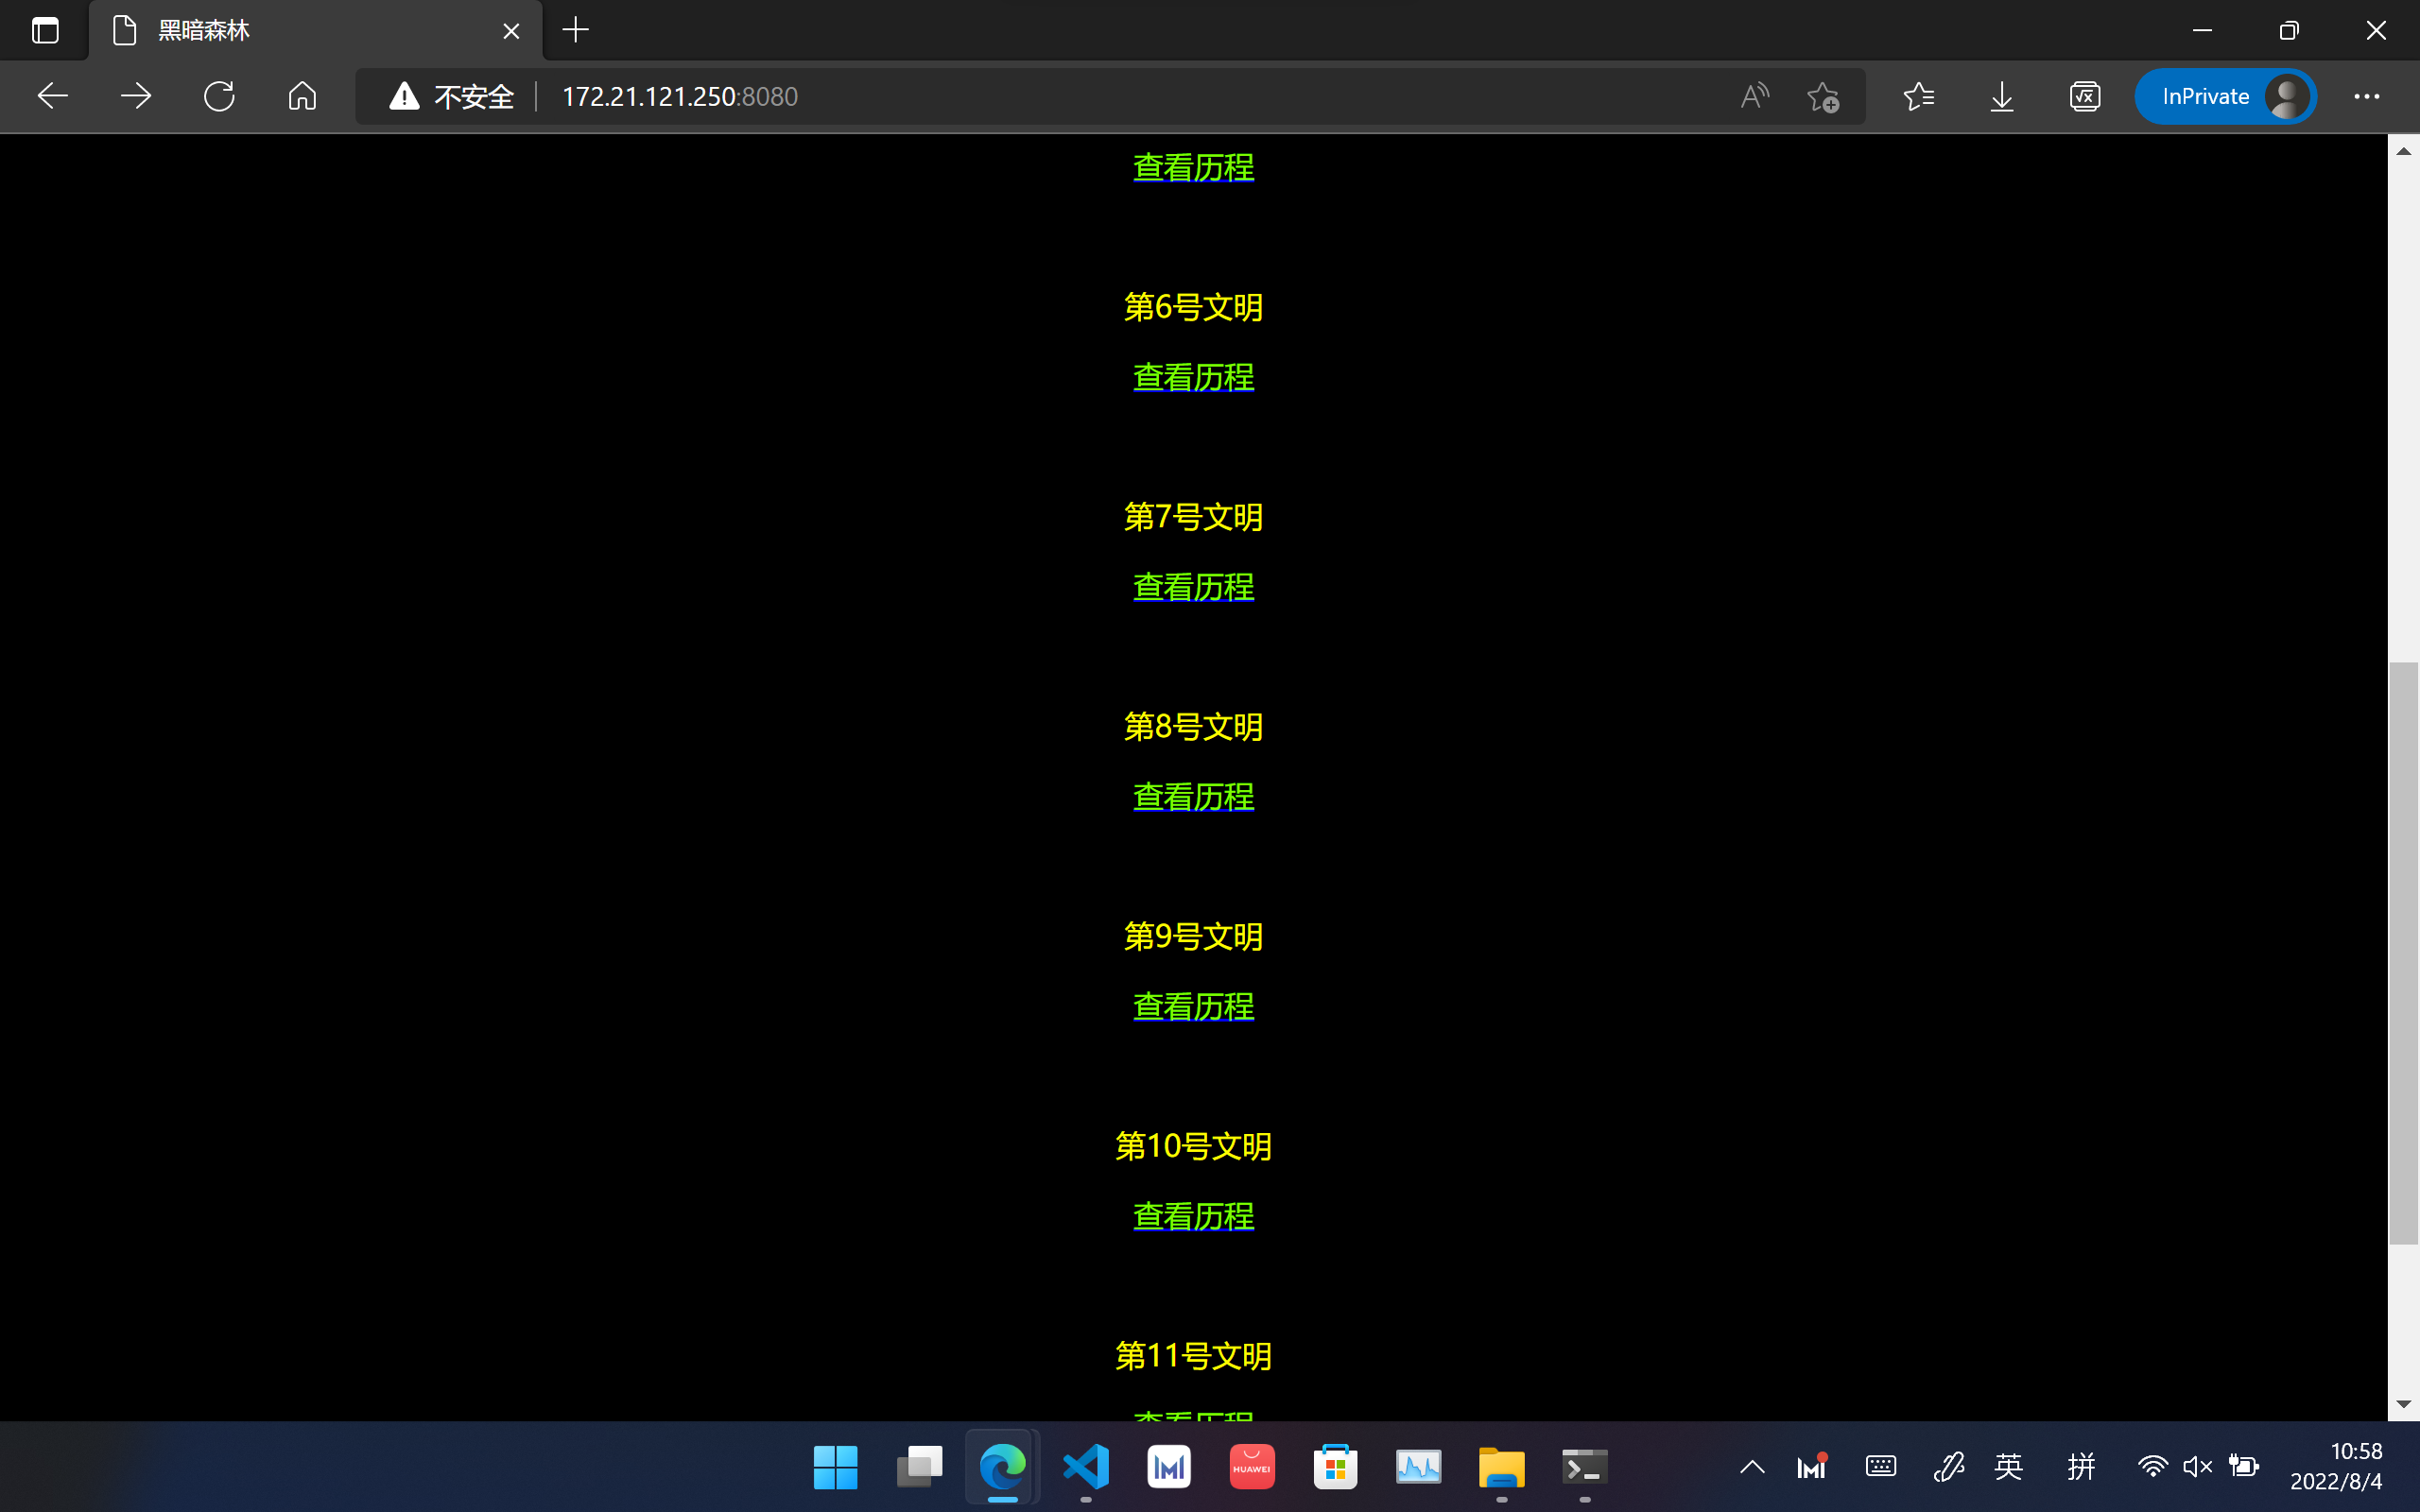 黑暗森林
不安全
172.21.121.250:8080
InPrivate
查看历程
第6号文明
查看历程
第7号文明
查看历程
第8号文明
查看历程
第9号文明
查看历程
第10号文明
查看历程
第11号文明
查看历程
HUAWEI
英
拼
10:58
2022/8/4